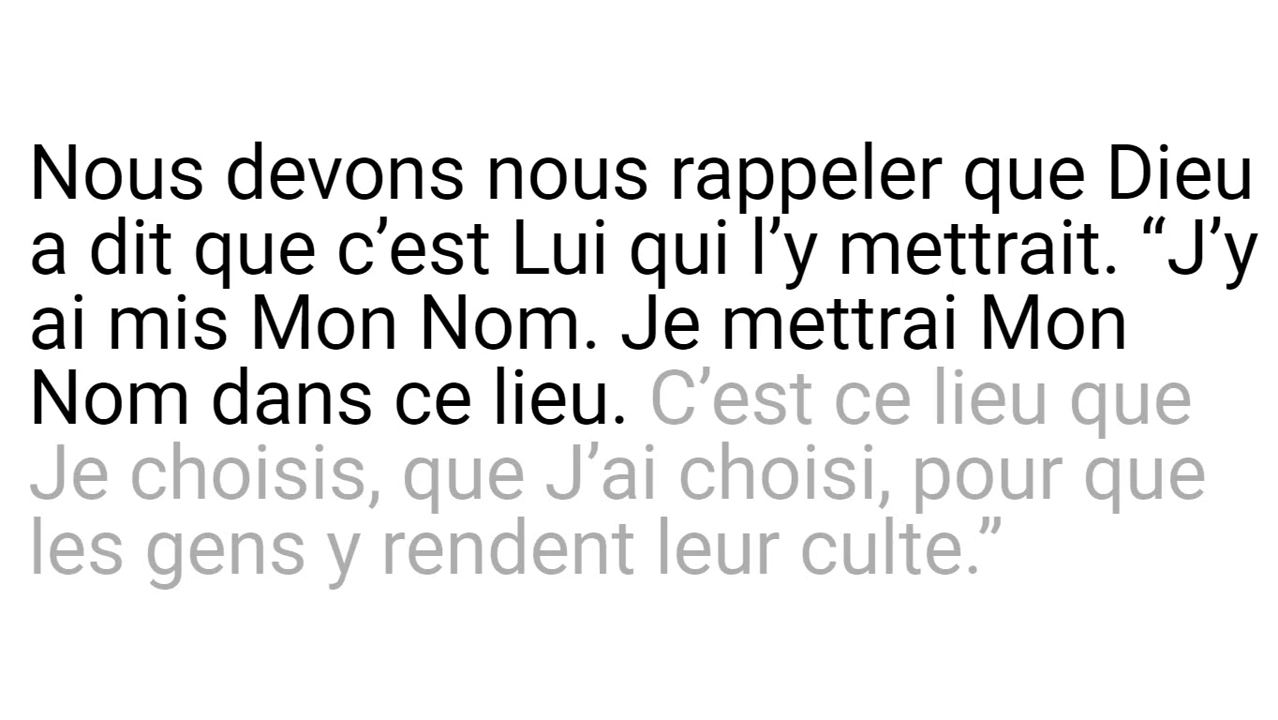 Nous devons nous rappeler que Dieu
a dit que c’est Lui qui l’y mettrait. “J’y
ai mis Mon Nom. Je mettrai Mon
Nom dans ce lieu. C’est ce lieu que
Je choisis, que J’ai choisi, pour que
les gens y rendent leur culte.”